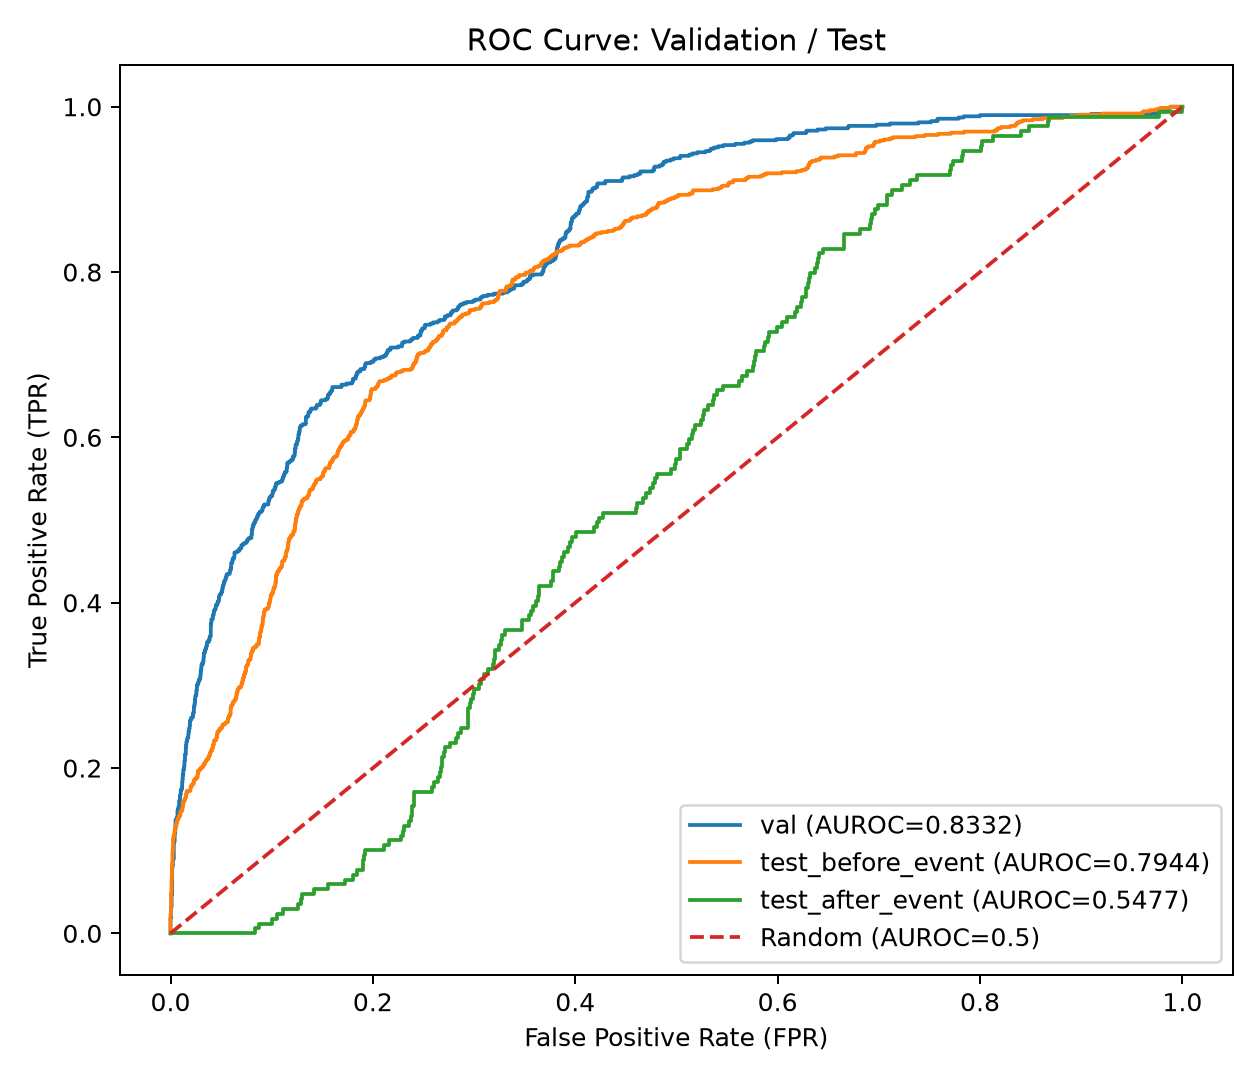 ROC Curve: Validation / Test
True Positive Rate (TPR)
1.0
0.8
0.6
0.4
0.2
0.0
val (AUROC=0.8332)
test_before_event (AUROC=0.7944)
test_after_event (AUROC=0.5477)
Random (AUROC=0.5)
0.0 0.2 0.4 0.6 0.8 1.0
False Positive Rate (FPR)